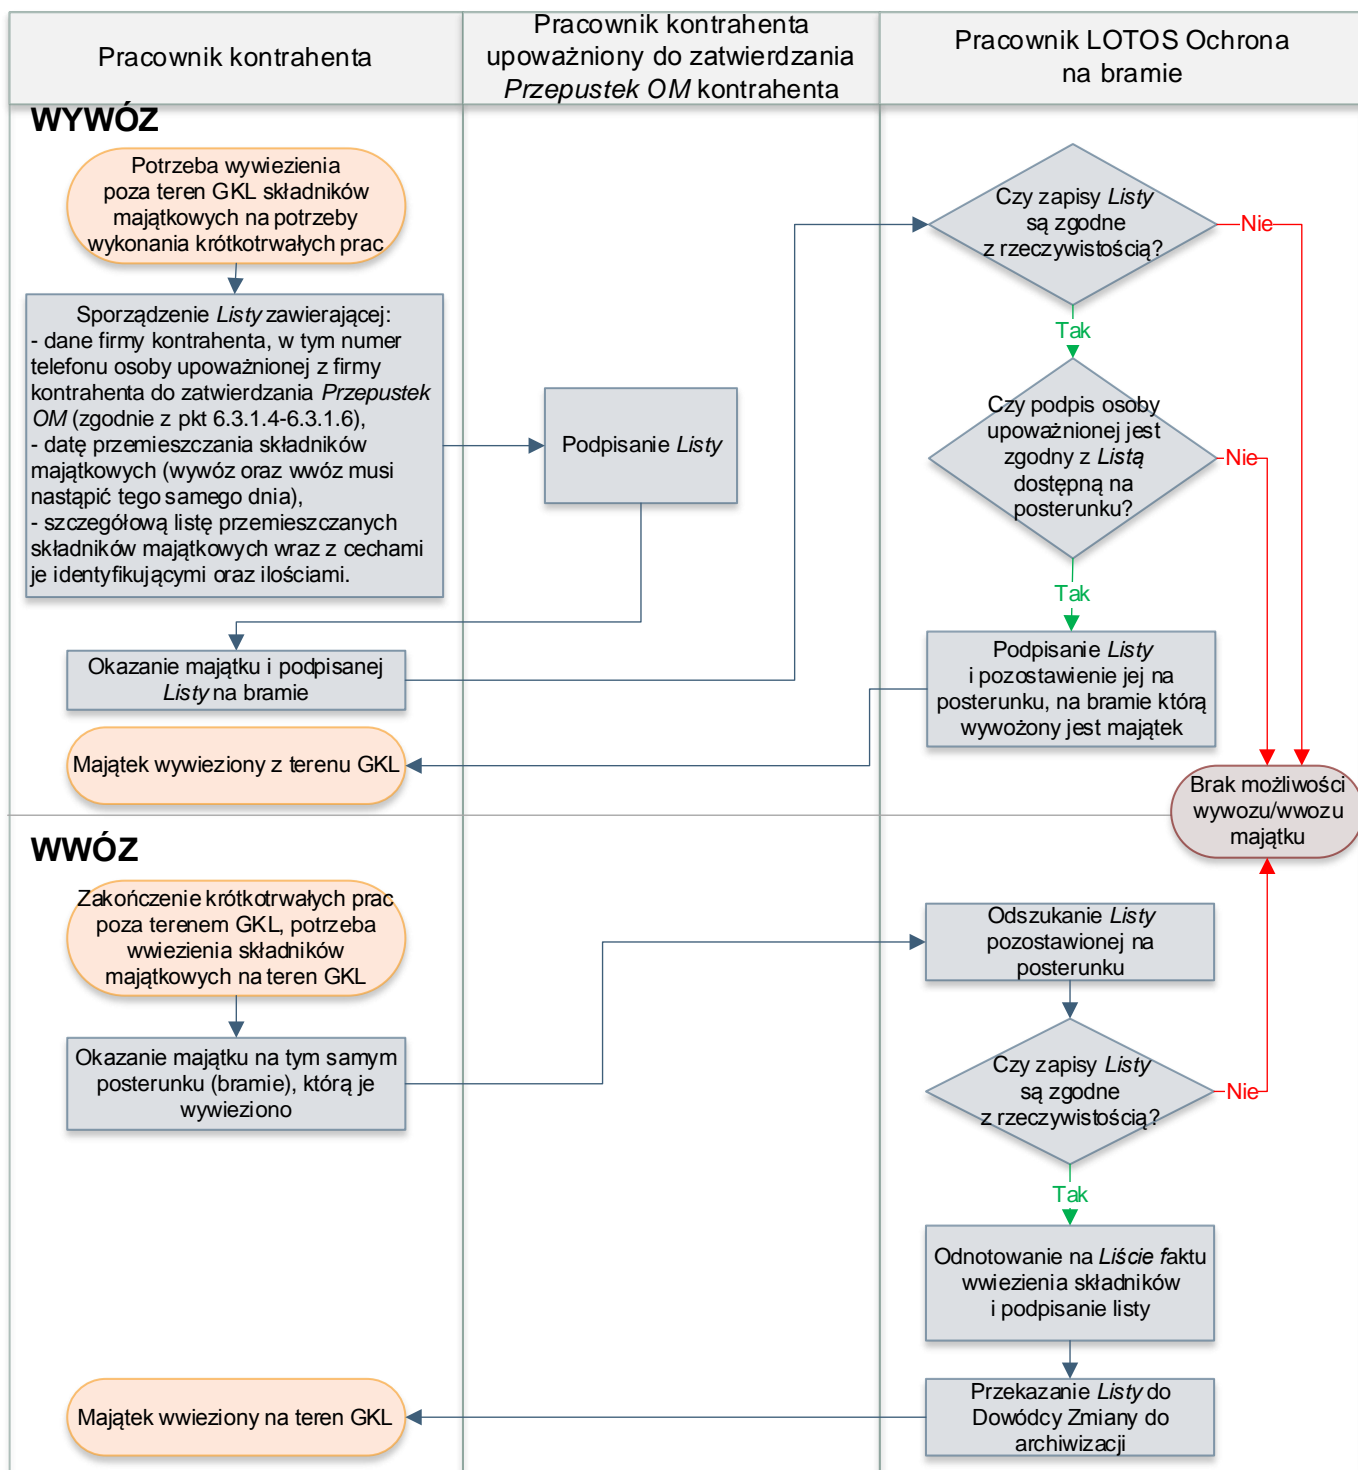 Pracownik kontrahenta
Pracownik kontrahenta
upoważniony do zatwierdzania
Przepustek OM kontrahenta
Pracownik LOTOS Ochrona
na bramie
WYWÓZ
Potrzeba wywiezienia
poza teren GKL składników
majątkowych na potrzeby
wykonania krótkotrwałych prac
Sporządzenie Listy zawierającej:
- dane firmy kontrahenta, w tym numer
telefonu osoby upoważnionej z firmy
kontrahenta do zatwierdzania Przepustek
OM (zgodnie z pkt 6.3.1.4-6.3.1.6),
- datę przemieszczania składników
majątkowych (wywóz oraz wwóz musi
nastąpić tego samego dnia),
- szczegółową listę przemieszczanych
składników majątkowych wraz z cechami
je identyfikującymi oraz ilościami.
Podpisanie Listy
Okazanie majątku i podpisanej
Listy na bramie
Czy zapisy Listy
są zgodne
z rzeczywistością?
Nie
Tak
Czy podpis osoby
upoważnionej jest
zgodny z Listą
dostępną na
posterunku?
Nie
Tak
Podpisanie Listy
i pozostawienie jej na
posterunku, na bramie którą
wywożony jest majątek
Majątek wywieziony z terenu GKL
Brak możliwości
wywozu/wwozu
majątku
WWÓZ
Zakończenie krótkotrwałych prac
poza terenem GKL, potrzeba
wwiezienia składników
majątkowych na teren GKL
Okazanie majątku na tym samym
posterunku (bramie), którą je
wywieziono
Odszukanie Listy
pozostawionej na
posterunku
Czy zapisy Listy
są zgodne
z rzeczywistością?
Nie
Tak
Odnotowanie na Liście faktu
wwiezienia składników
i podpisanie listy
Przekazanie Listy do
Dowódcy Zmiany do
archiwizacji
Majątek wwieziony na teren GKL